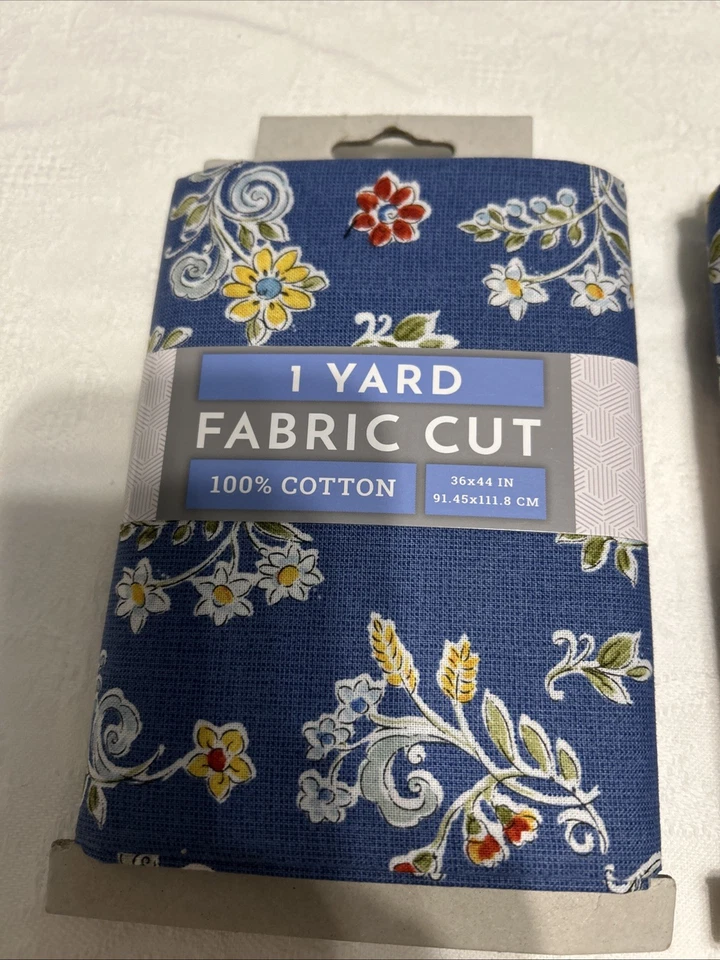 1 YARD
FABRIC CUT
100% COTTON
36x44 IN
91.45x111.8 CM